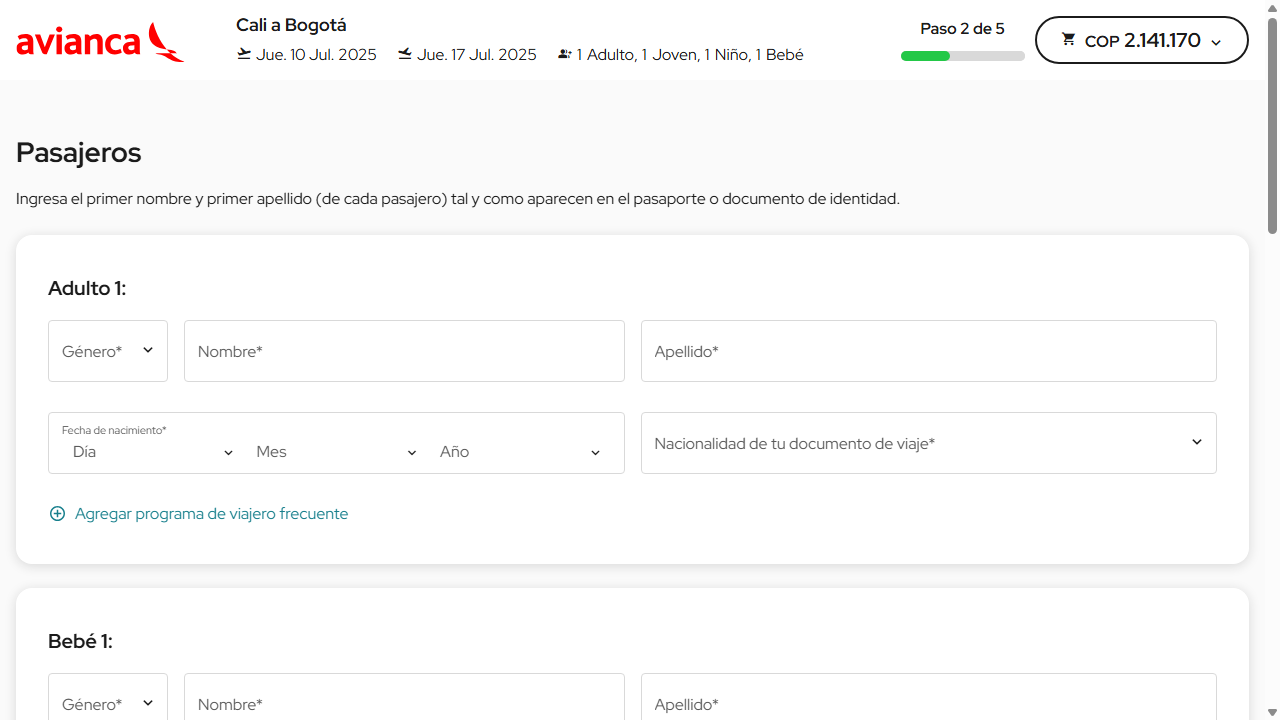 avianca
Cali a Bogotá
Jue. 10 Jul. 2025 Jue. 17 Jul. 2025 1 Adulto, 1 Joven, 1 Niño, 1 Bebé
Paso 2 de 5
COP 2.141.170
Pasajeros
Ingresa el primer nombre y primer apellido (de cada pasajero) tal y como aparecen en el pasaporte o documento de identidad.
Adulto 1:
Género* Nombre* Apellido*
Fecha de nacimiento*
Día Mes Año
Nacionalidad de tu documento de viaje*
Agregar programa de viajero frecuente
Bebé 1:
Género* Nombre* Apellido*